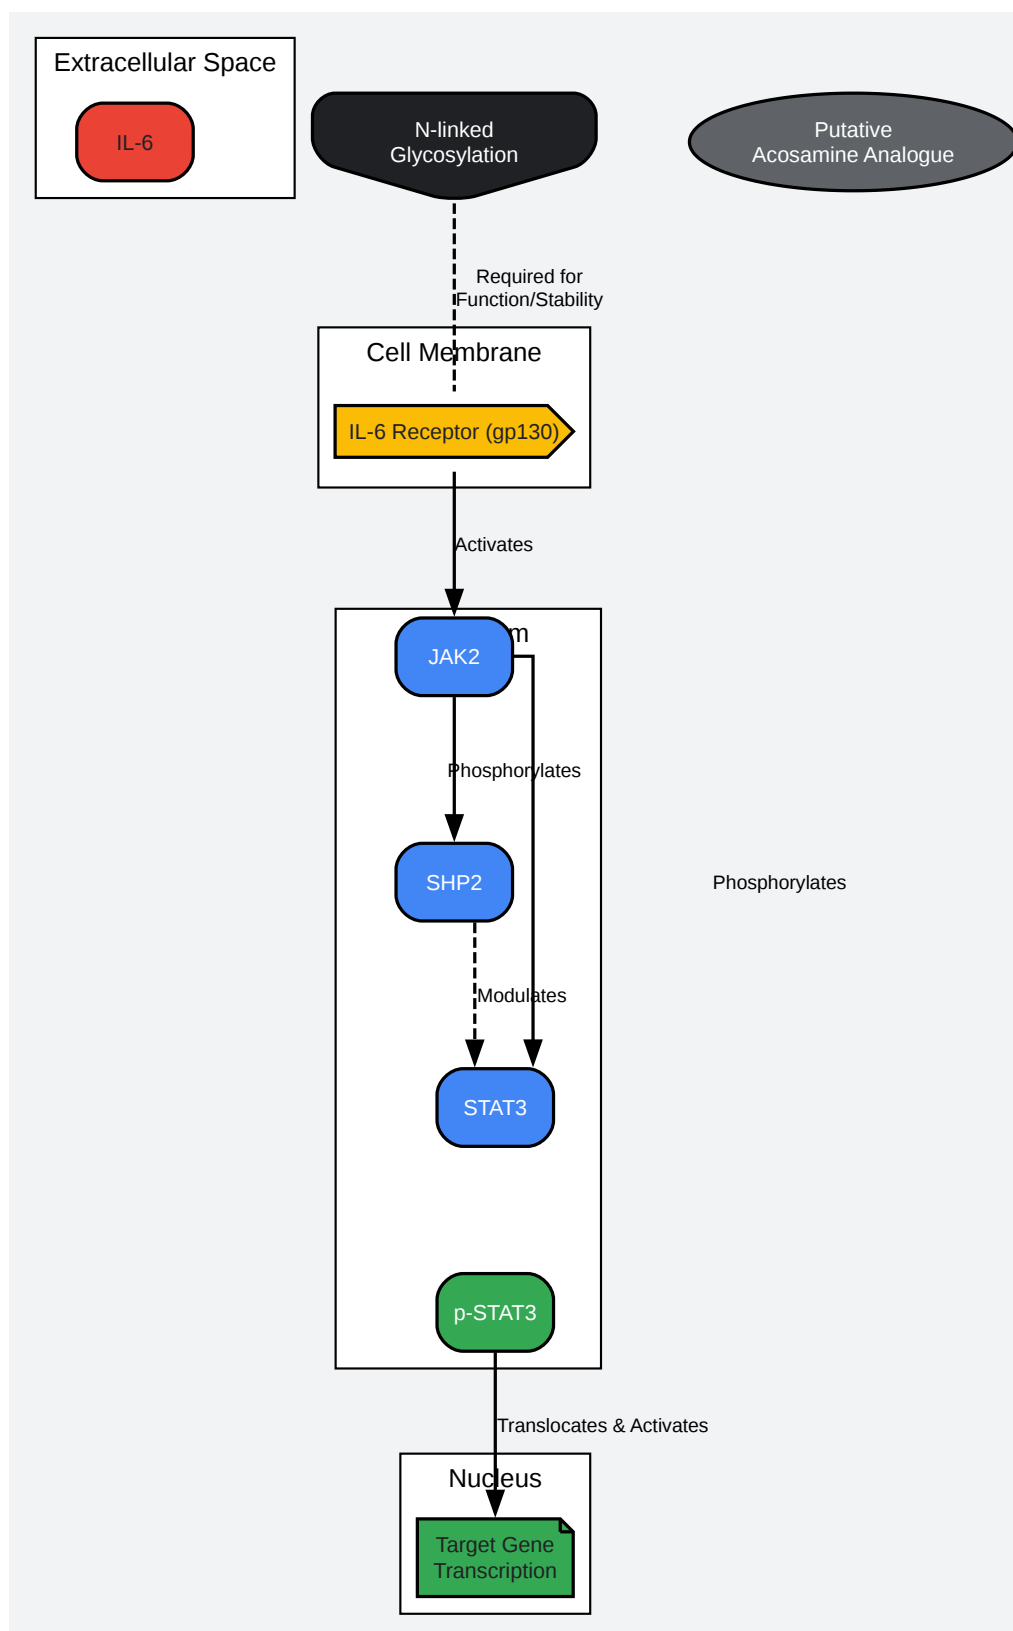 Extracellular Space
IL-6
N-linked
Glycosylation
Putative
Acosamine Analogue
Required for
Function/Stability
Cell Membrane
IL-6 Receptor (gp130)
Activates
m
JAK2
Phosphorylates
SHP2
Phosphorylates
Modulates
STAT3
p-STAT3
Translocates & Activates
Nucleus
Target Gene
Transcription